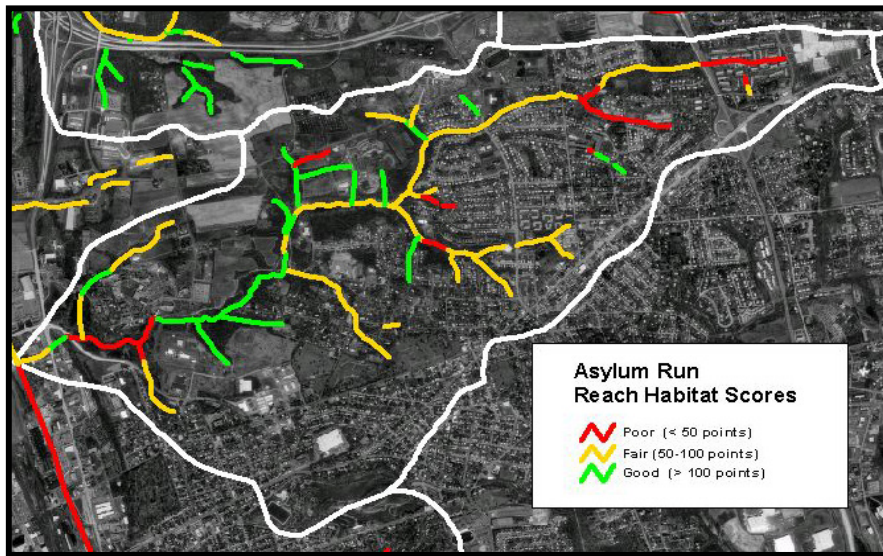 Asylum Run
Reach Habitat Scores
Poor (< 50 points)
Fair (50-100 points)
Good (> 100 points)